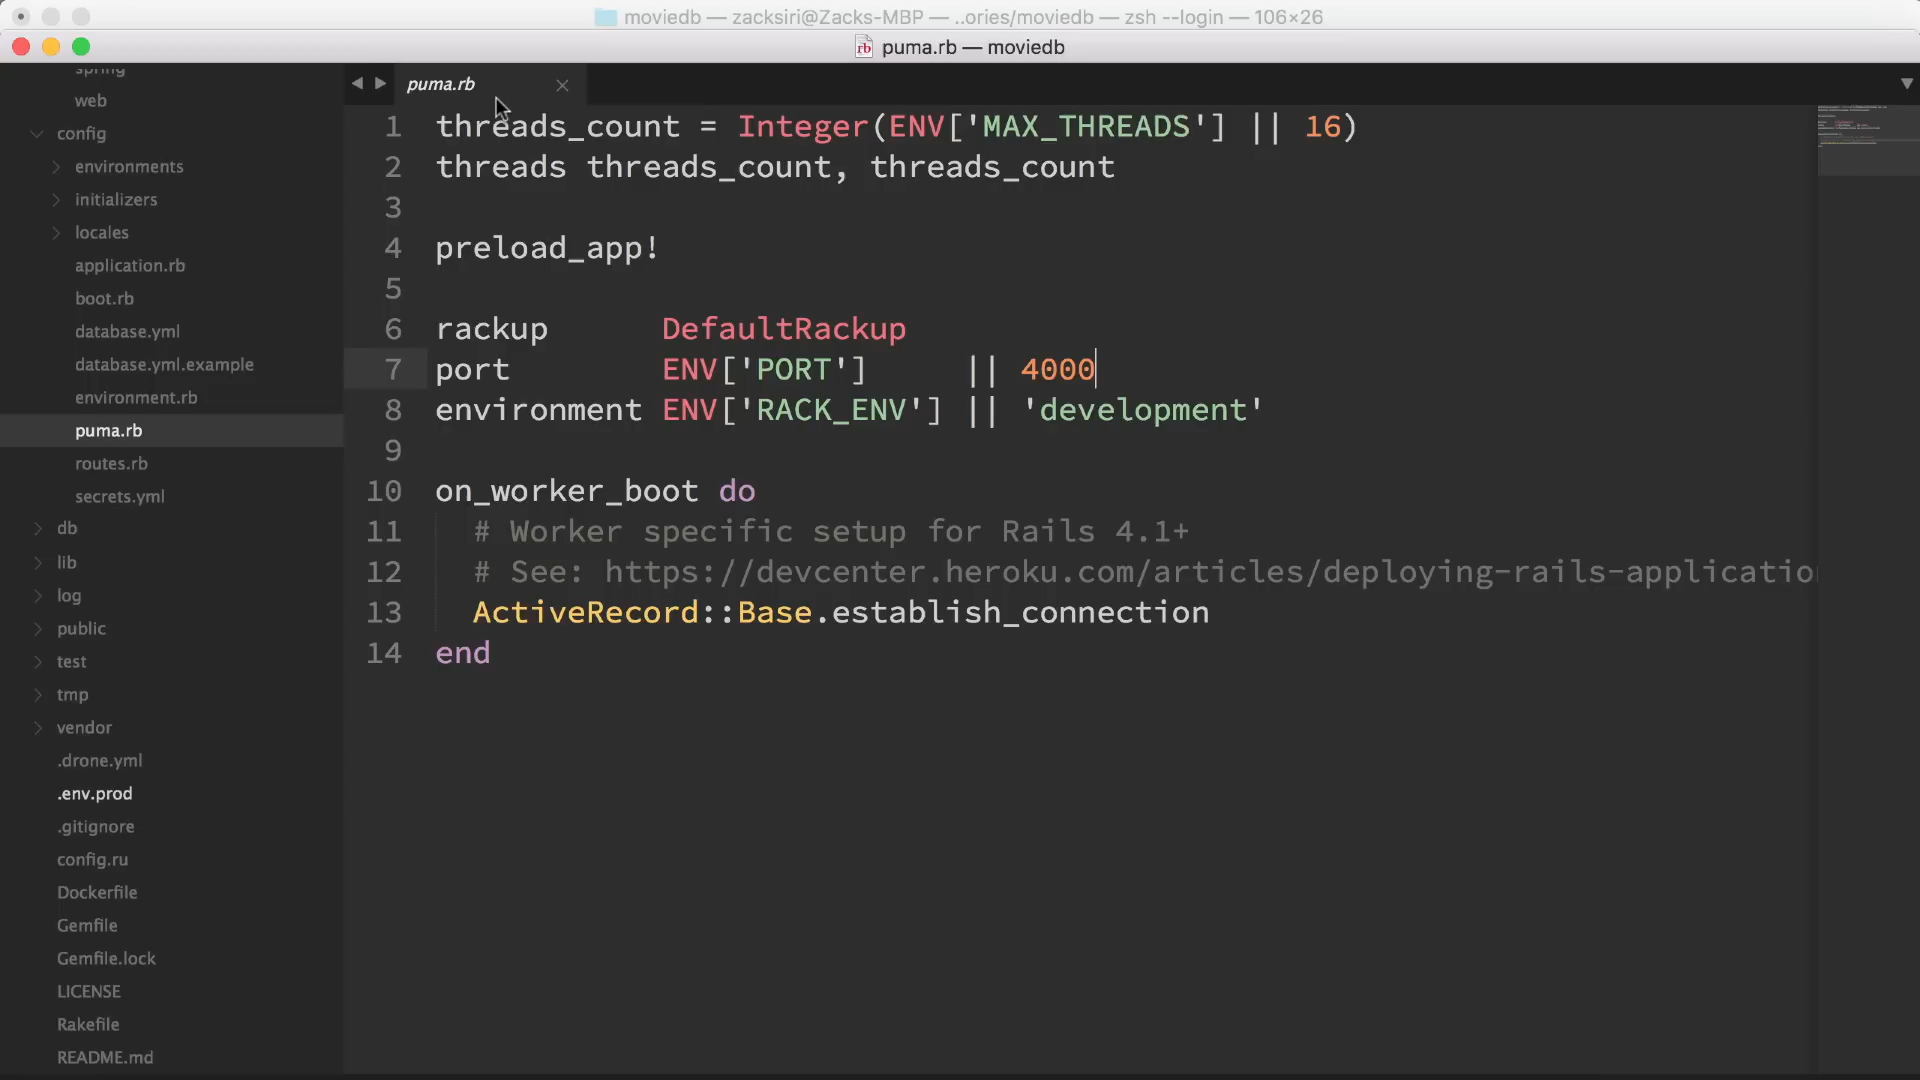 moviedb — zacksiri@Zacks-MBP — ..ories/moviedb — zsh --login — 106×26
puma.rb — moviedb
spring
web
config
environments
initializers
locales
application.rb
boot.rb
database.yml
database.yml.example
environment.rb
puma.rb
routes.rb
secrets.yml
db
lib
log
public
test
tmp
vendor
.drone.yml
.env.prod
.gitignore
config.ru
Dockerfile
Gemfile
Gemfile.lock
LICENSE
Rakefile
README.md
puma.rb
1 threads_count = Integer(ENV['MAX_THREADS'] || 16)
2 threads threads_count, threads_count
3
4 preload_app!
5
6 rackup      DefaultRackup
7 port        ENV['PORT']     || 4000
8 environment ENV['RACK_ENV'] || 'development'
9
10 on_worker_boot do
11   # Worker specific setup for Rails 4.1+
12   # See: https://devcenter.heroku.com/articles/deploying-rails-applicatio
13   ActiveRecord::Base.establish_connection
14 end